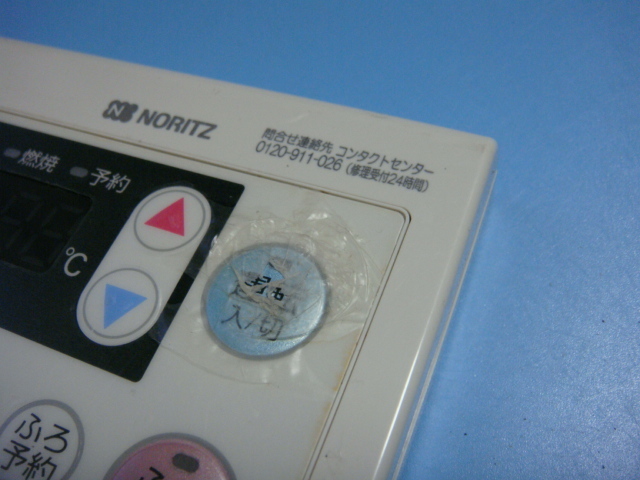 NORITZ
問合せ連絡先 コンタクトセンター
0120-911-026 (修理受付24時間)
燃焼 予約
℃
入/切
ふろ
予約
ふ